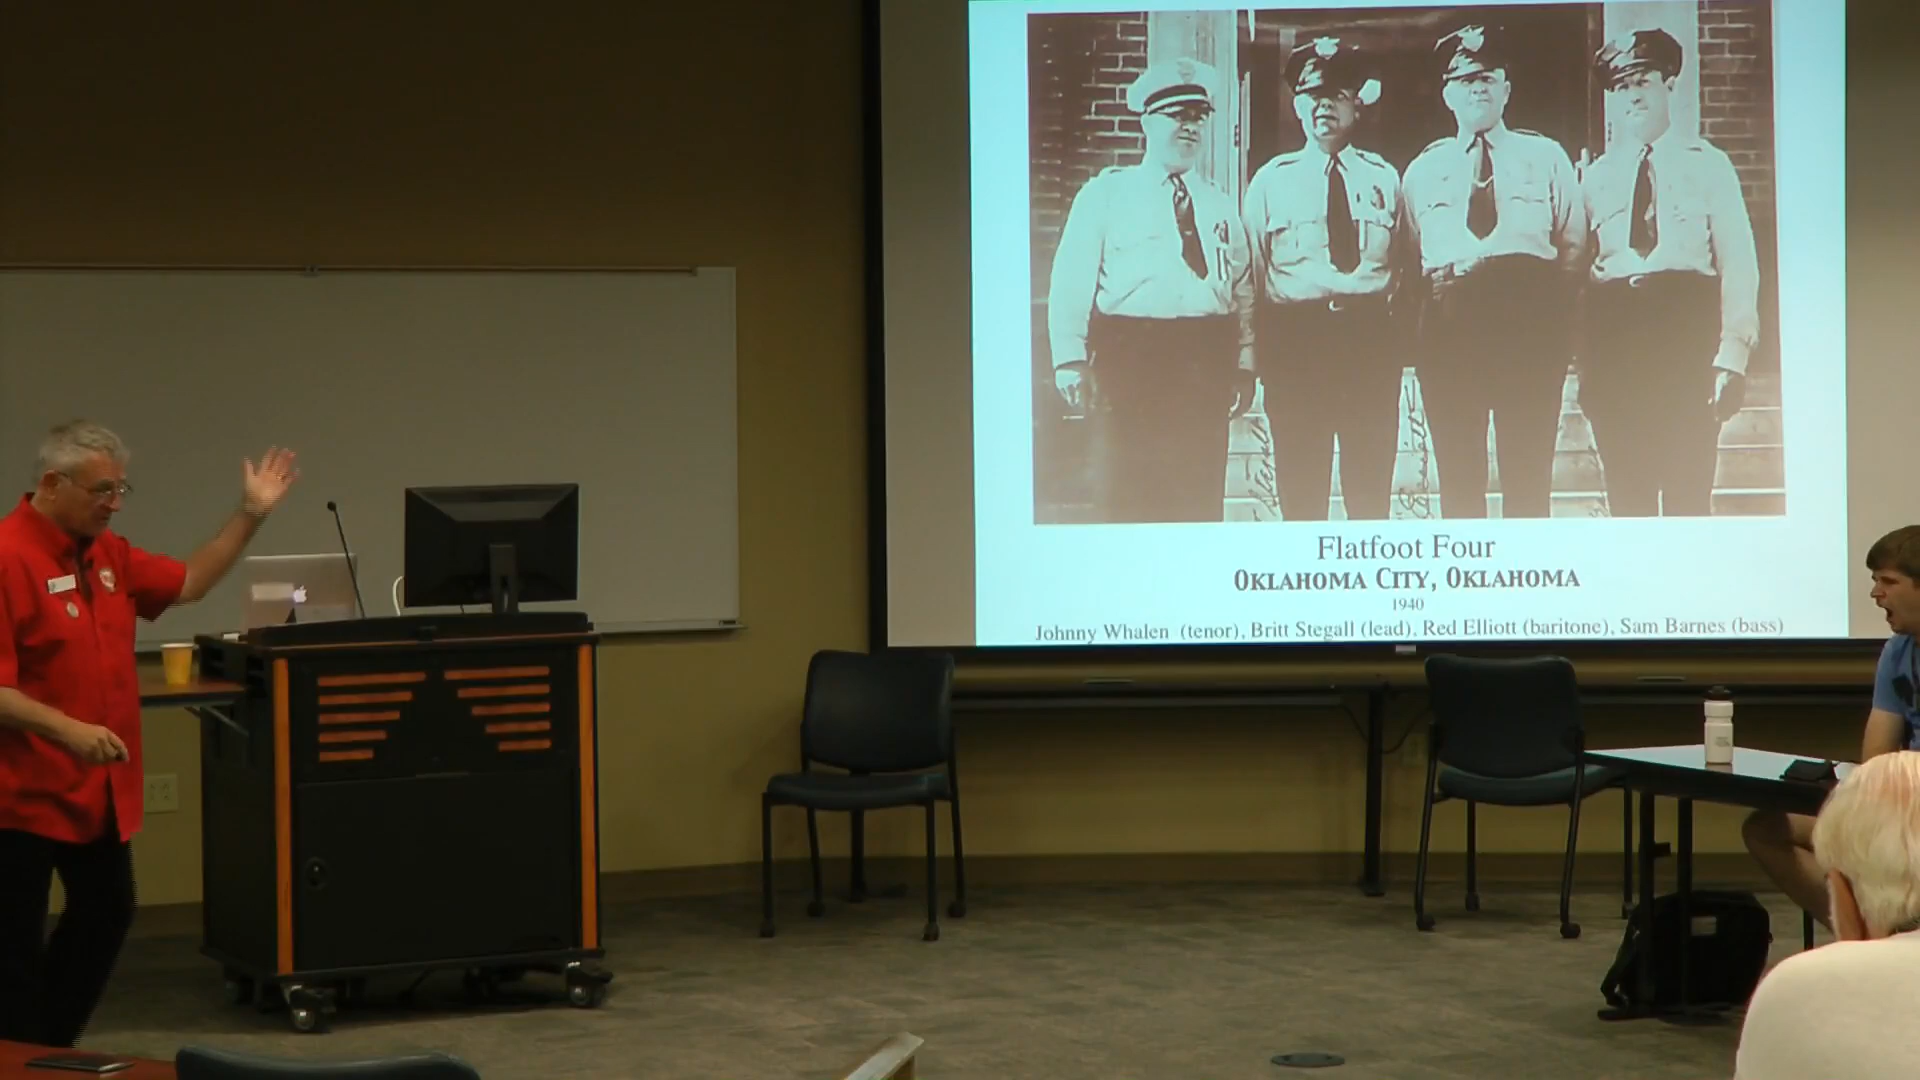 Flatfoot Four
OKLAHOMA CITY, OKLAHOMA
1940
Johnny Whalen (tenor), Britt Stegall (lead), Red Elliott (baritone), Sam Barnes (bass)